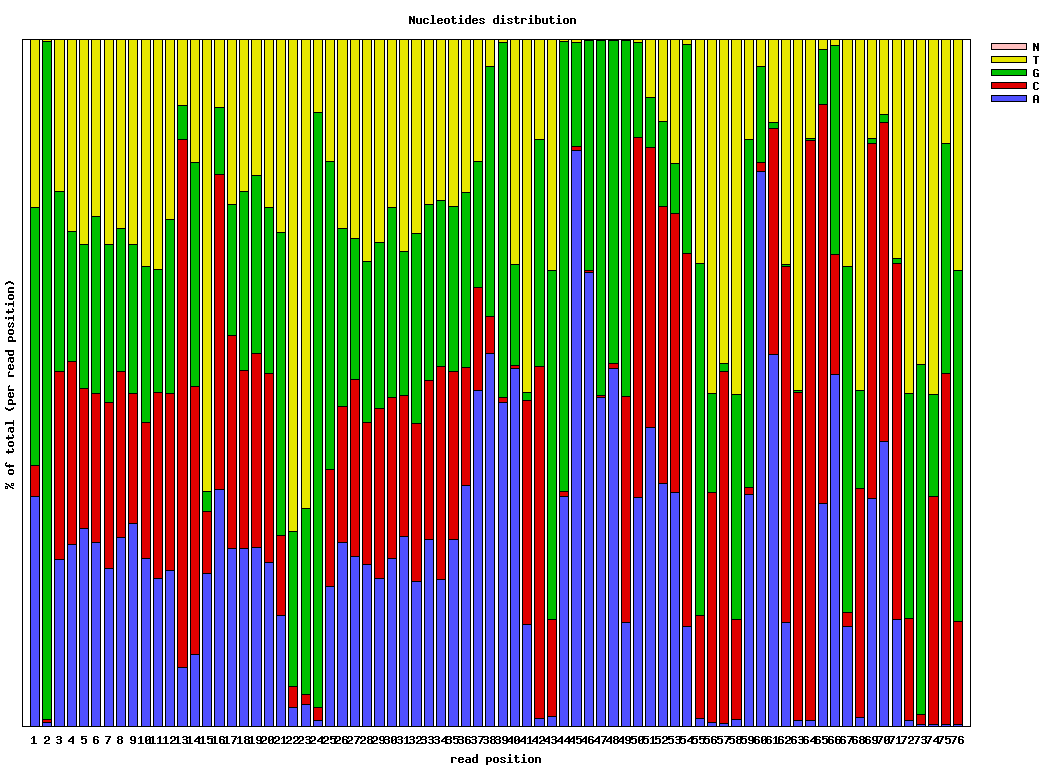 Nucleotides distribution
N
T
G
C
A
% of total (per read position)
1 2 3 4 5 6 7 8 9 10 11 12 13 14 15 16 17 18 19 20 21 22 23 24 25 26 27 28 29 30 31 32 33 34 35 36 37 38 39 40 41 42 43 44 45 46 47 48 49 50 51 52 53 54 55 56 57 58 59 60 61 62 63 64 65 66 67 68 69 70 71 72 73 74 75 76
read position